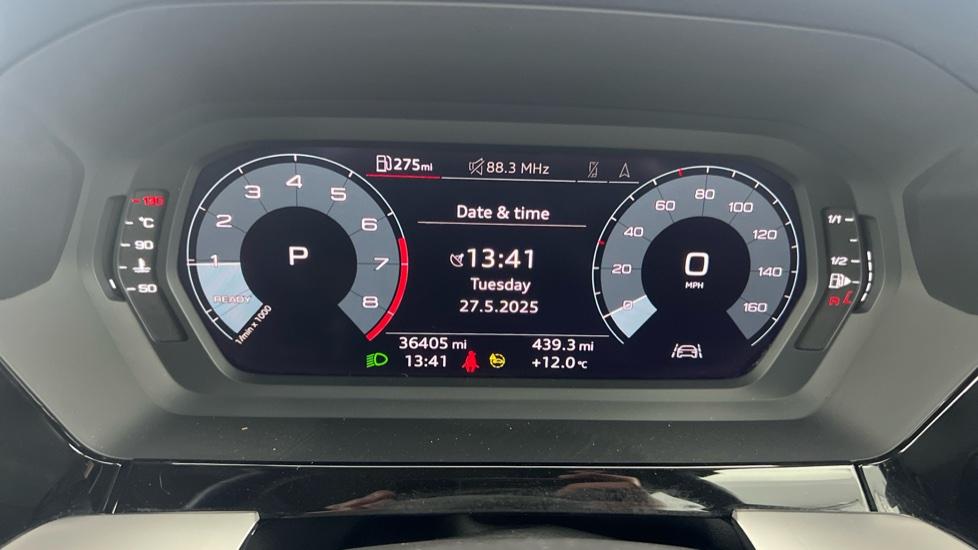 275mi
88.3 MHz
Date & time
13:41
Tuesday
27.5.2025
36405 mi
439.3 mi
13:41
+12.0 °C
P
1
2
3
4
5
6
7
8
READY
1/min x 1000
0
MPH
0
20
40
60
80
100
120
140
160
130
°C
90
50
1/1
1/2
R